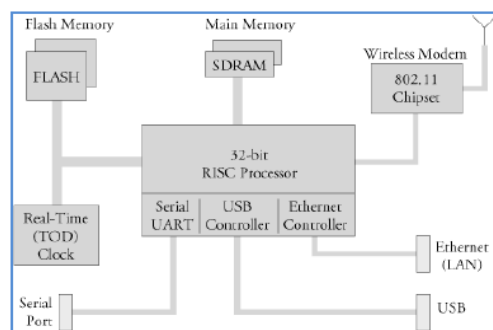 Flash Memory
Main Memory
FLASH
SDRAM
Wireless Modem
802.11
Chipset
32-bit
RISC Processor
Serial
UART
USB
Controller
Ethernet
Controller
Real-Time
(TOD)
Clock
Ethernet
(LAN)
Serial
Port
USB